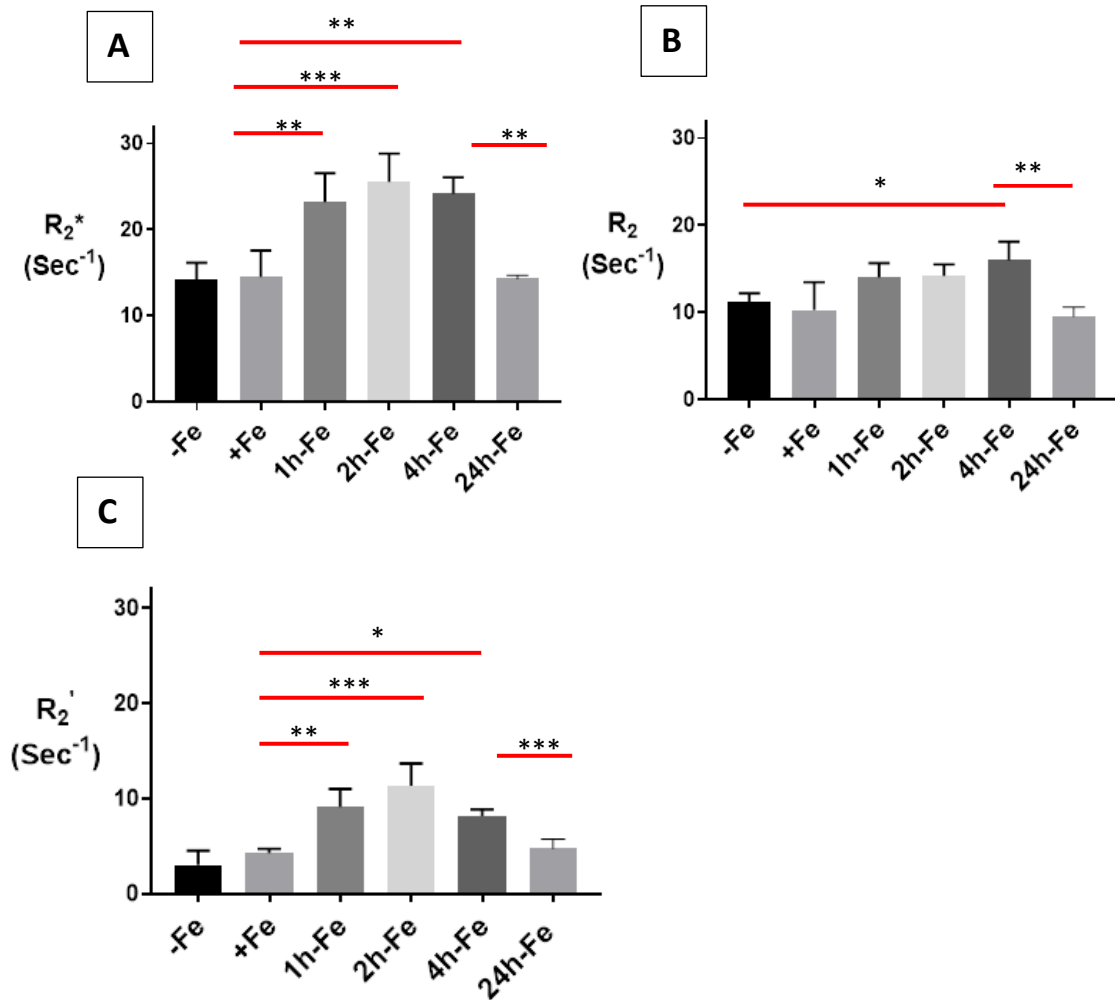 A
**
***
**
**
30
20
10
0
R₂*
(Sec⁻¹)
-Fe
+Fe
1h-Fe
2h-Fe
4h-Fe
24h-Fe
B
*
**
30
20
10
0
R₂
(Sec⁻¹)
-Fe
+Fe
1h-Fe
2h-Fe
4h-Fe
24h-Fe
C
*
***
**
***
30
20
10
0
R₂'
(Sec⁻¹)
-Fe
+Fe
1h-Fe
2h-Fe
4h-Fe
24h-Fe